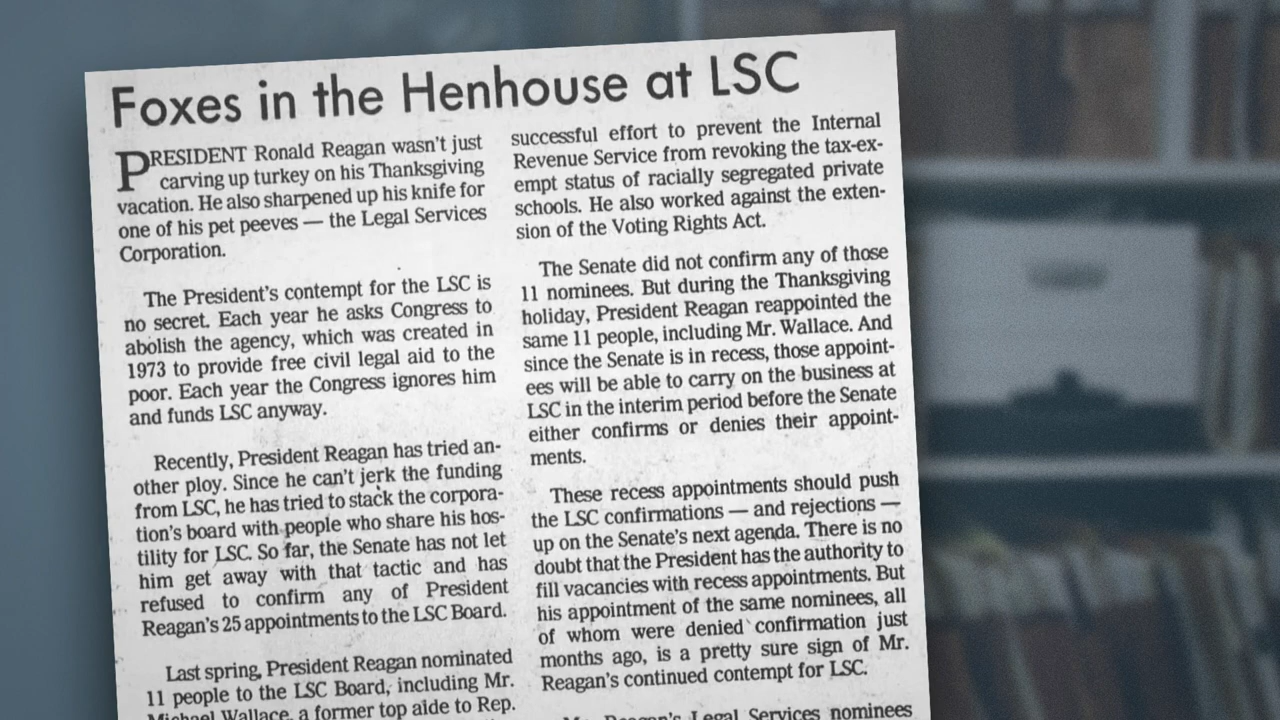 Foxes in the Henhouse at LSC
PRESIDENT Ronald Reagan wasn't just
carving up turkey on his Thanksgiving
vacation. He also sharpened up his knife for
one of his pet peeves — the Legal Services
Corporation.
The President's contempt for the LSC is
no secret. Each year he asks Congress to
abolish the agency, which was created in
1973 to provide free civil legal aid to the
poor. Each year the Congress ignores him
and funds LSC anyway.
Recently, President Reagan has tried an-
other ploy. Since he can't jerk the funding
from LSC, he has tried to stack the corpora-
tion's board with people who share his hos-
tility for LSC. So far, the Senate has not let
him get away with that tactic and has
refused to confirm any of President
Reagan's 25 appointments to the LSC Board.
Last spring, President Reagan nominated
11 people to the LSC Board, including Mr.
Michael Wallace, a former top aide to Rep.
successful effort to prevent the Internal
Revenue Service from revoking the tax-ex-
empt status of racially segregated private
schools. He also worked against the exten-
sion of the Voting Rights Act.
The Senate did not confirm any of those
11 nominees. But during the Thanksgiving
holiday, President Reagan reappointed the
same 11 people, including Mr. Wallace. And
since the Senate is in recess, those appoint-
ees will be able to carry on the business at
LSC in the interim period before the Senate
either confirms or denies their appoint-
ments.
These recess appointments should push
the LSC confirmations — and rejections —
up on the Senate's next agenda. There is no
doubt that the President has the authority to
fill vacancies with recess appointments. But
his appointment of the same nominees, all
of whom were denied confirmation just
months ago, is a pretty sure sign of Mr.
Reagan's continued contempt for LSC.
Mr. Reagan's Legal Services nominees